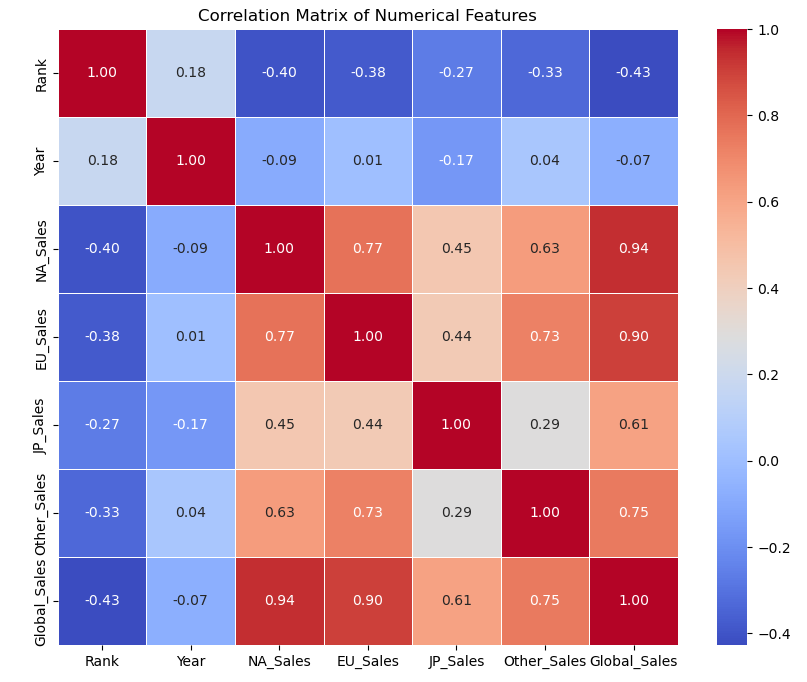 Correlation Matrix of Numerical Features
Rank 1.00 0.18 -0.40 -0.38 -0.27 -0.33 -0.43
Year 0.18 1.00 -0.09 0.01 -0.17 0.04 -0.07
NA_Sales -0.40 -0.09 1.00 0.77 0.45 0.63 0.94
EU_Sales -0.38 0.01 0.77 1.00 0.44 0.73 0.90
JP_Sales -0.27 -0.17 0.45 0.44 1.00 0.29 0.61
Other_Sales -0.33 0.04 0.63 0.73 0.29 1.00 0.75
Global_Sales -0.43 -0.07 0.94 0.90 0.61 0.75 1.00
Rank Year NA_Sales EU_Sales JP_Sales Other_Sales Global_Sales
1.0
0.8
0.6
0.4
0.2
0.0
−0.2
−0.4